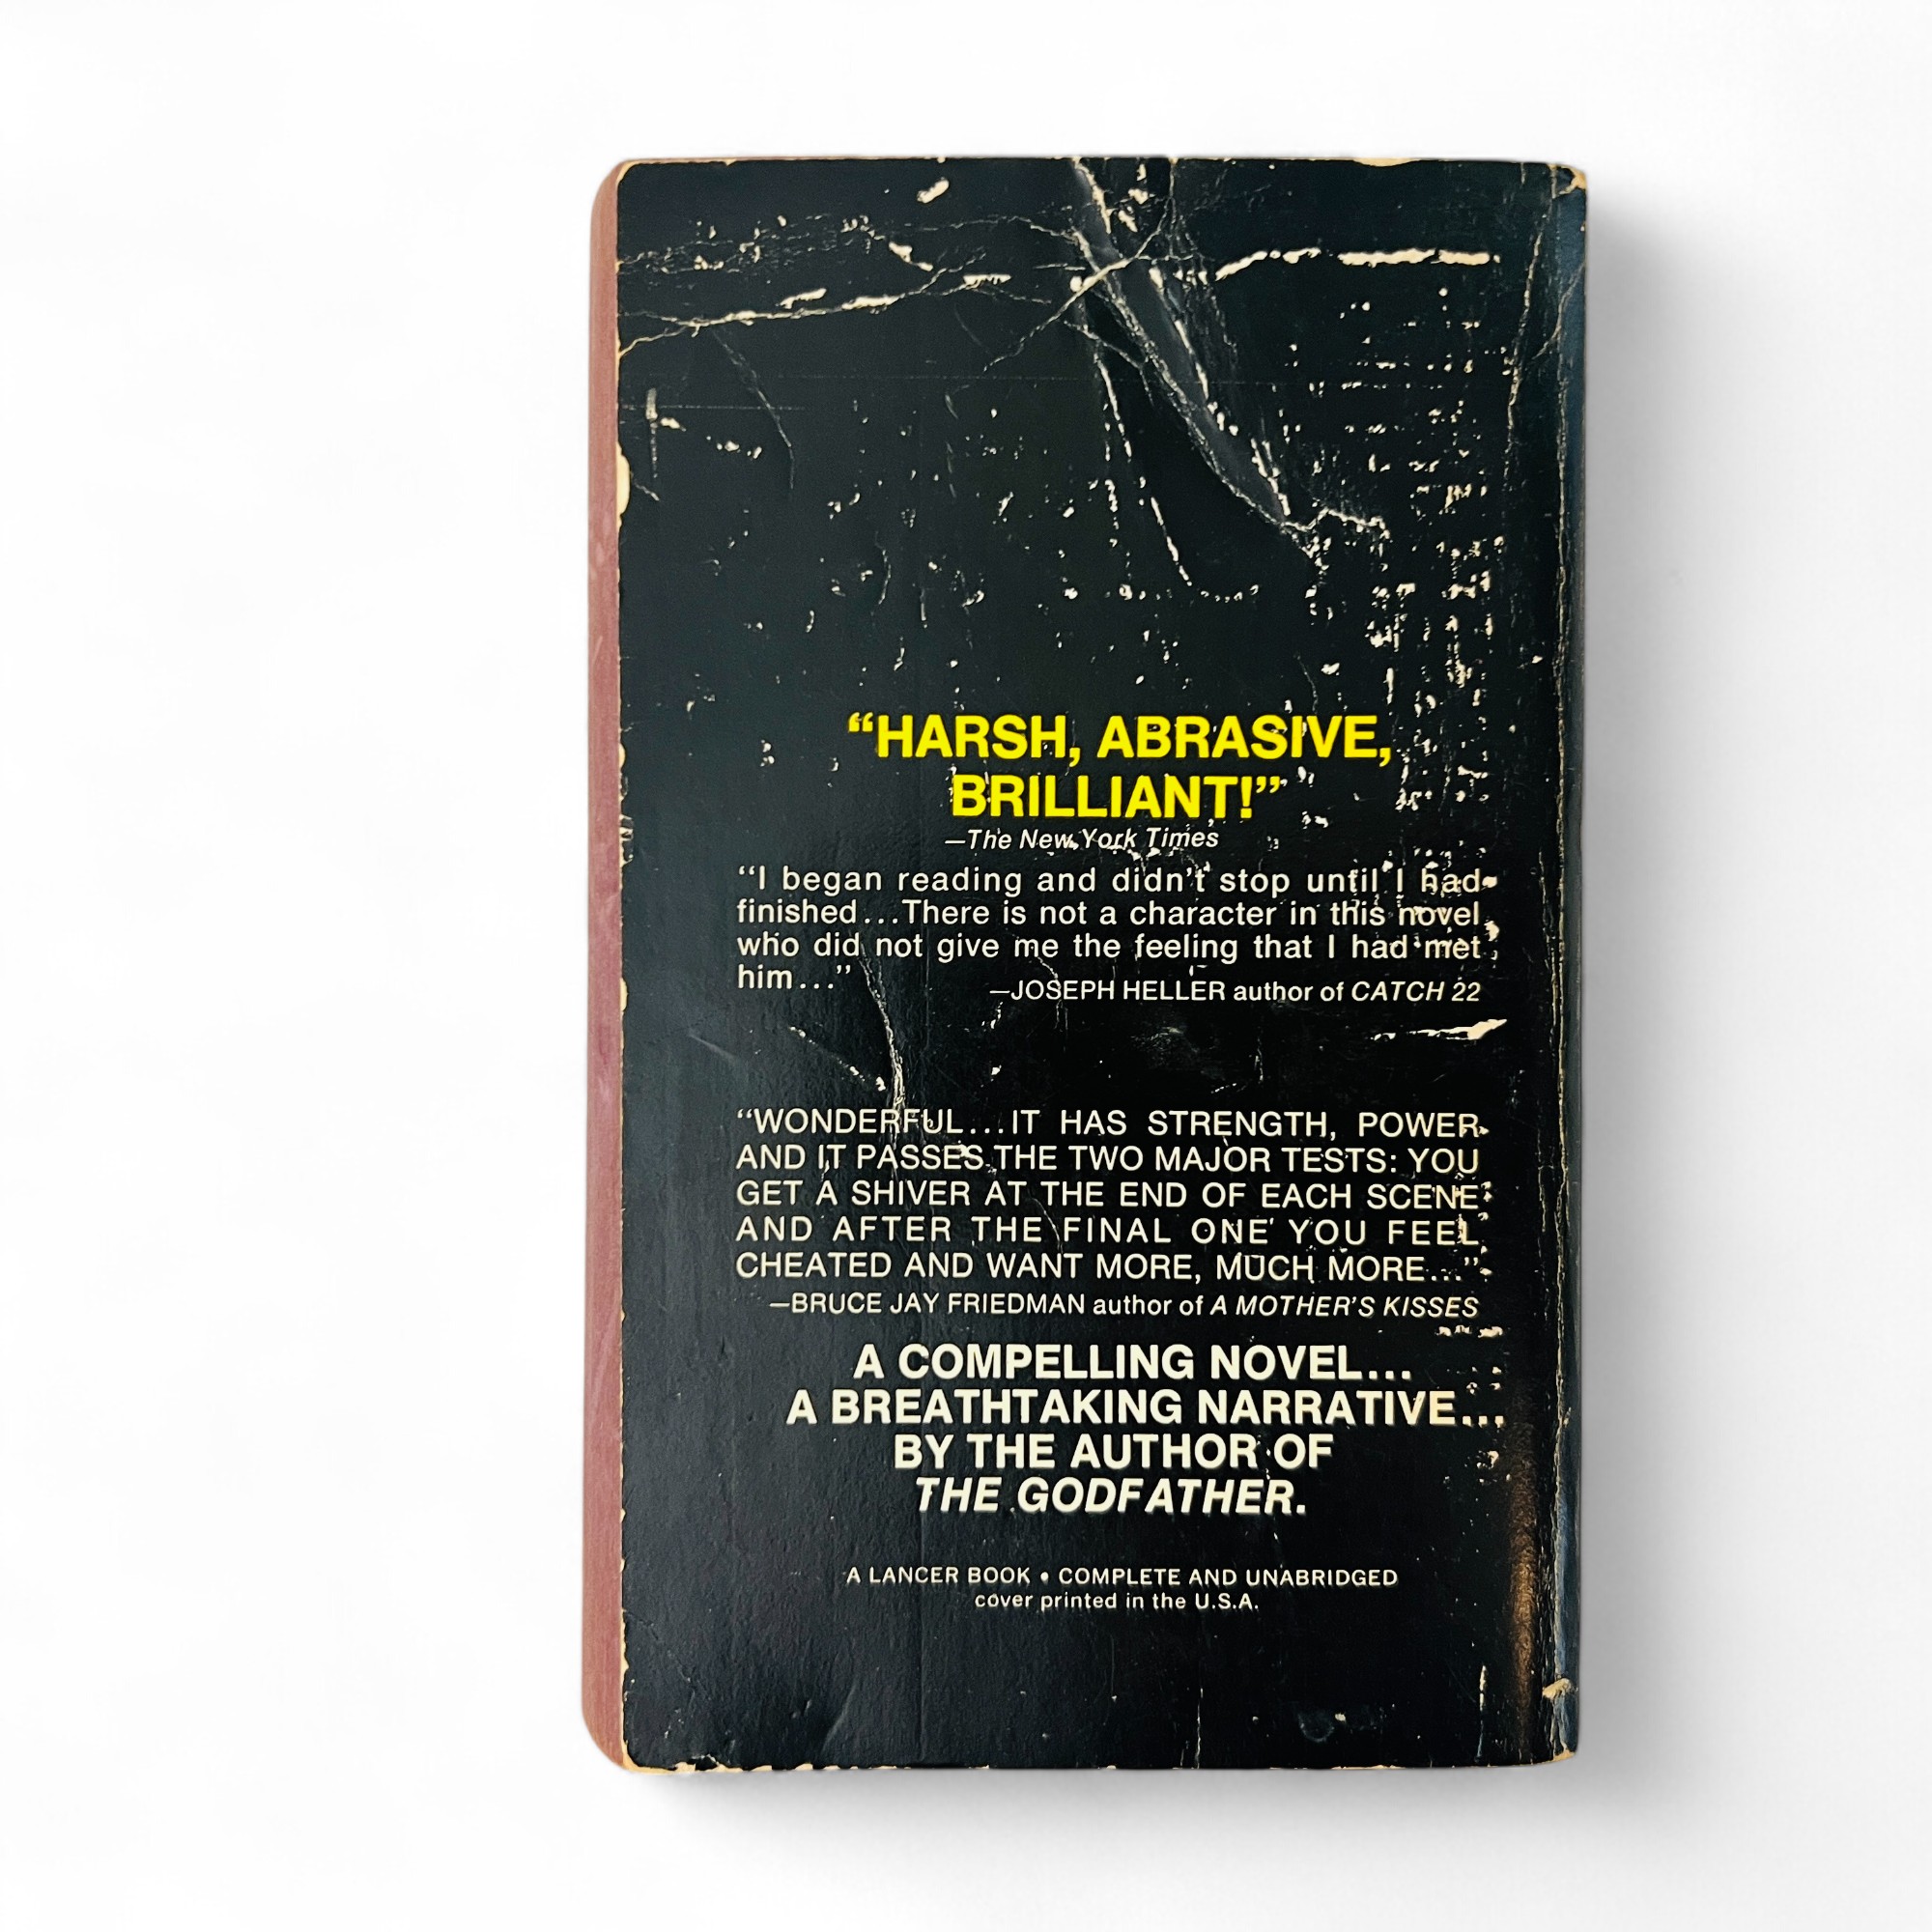 “HARSH, ABRASIVE,
BRILLIANT!”
—The New York Times
“I began reading and didn’t stop until I had
finished...There is not a character in this novel
who did not give me the feeling that I had met
him...”
—JOSEPH HELLER author of CATCH 22
“WONDERFUL...IT HAS STRENGTH, POWER
AND IT PASSES THE TWO MAJOR TESTS: YOU
GET A SHIVER AT THE END OF EACH SCENE
AND AFTER THE FINAL ONE YOU FEEL
CHEATED AND WANT MORE, MUCH MORE...”
—BRUCE JAY FRIEDMAN author of A MOTHER’S KISSES
A COMPELLING NOVEL...
A BREATHTAKING NARRATIVE...
BY THE AUTHOR OF
THE GODFATHER.
A LANCER BOOK • COMPLETE AND UNABRIDGED
cover printed in the U.S.A.